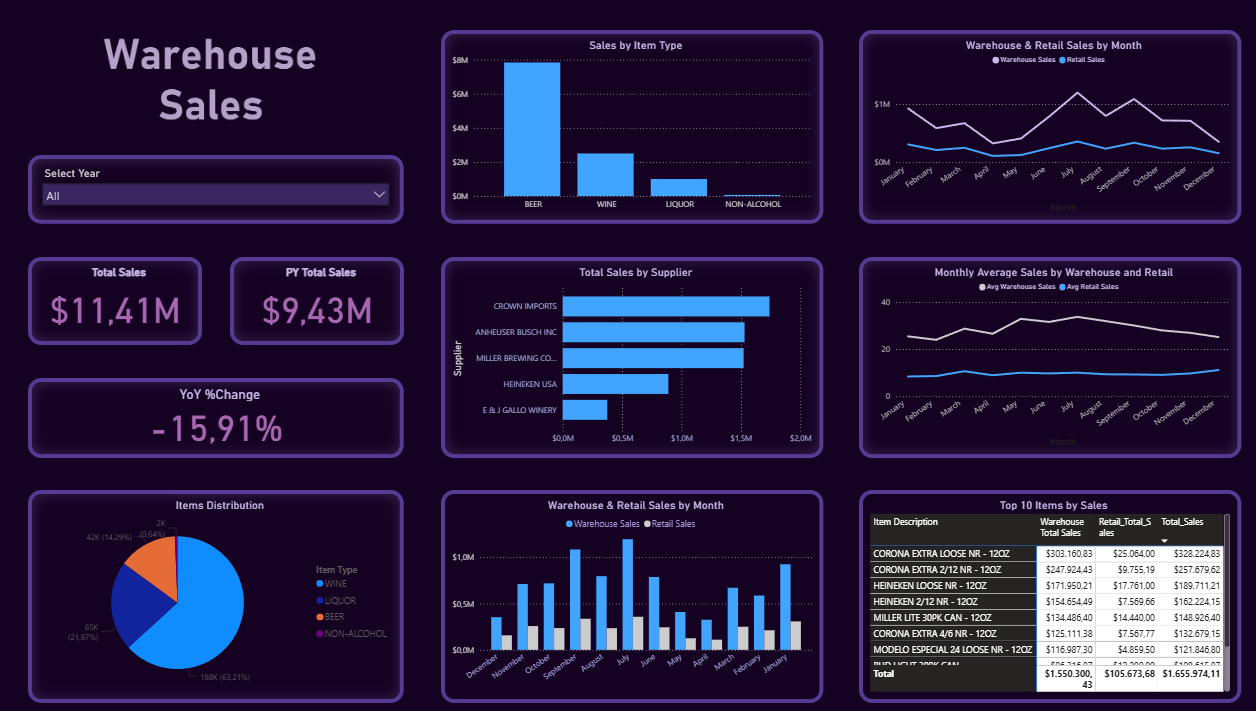 Warehouse
Sales
Select Year
All
Total Sales
$11,41M
PY Total Sales
$9,43M
YoY %Change
-15,91%
Items Distribution
2K
(0,64%)
42K (14,29%)
65K
(21,87%)
188K (63,21%)
Item Type
WINE
LIQUOR
BEER
NON-ALCOHOL
Sales by Item Type
$8M
$6M
$4M
$2M
$0M
BEER WINE LIQUOR NON-ALCOHOL
Total Sales by Supplier
Supplier
CROWN IMPORTS
ANHEUSER BUSCH INC
MILLER BREWING CO...
HEINEKEN USA
E & J GALLO WINERY
$0,0M $0,5M $1,0M $1,5M $2,0M
Warehouse & Retail Sales by Month
Warehouse Sales Retail Sales
$1,0M
$0,5M
$0,0M
December November October September August July June May April March February January
Warehouse & Retail Sales by Month
Warehouse Sales Retail Sales
$1M
$0M
January February March April May June July August September October November December
Month
Monthly Average Sales by Warehouse and Retail
Avg Warehouse Sales Avg Retail Sales
40
20
0
January February March April May June July August September October November December
Month
Top 10 Items by Sales
Item Description Warehouse Retail_Total_S Total_Sales
Total Sales ales
CORONA EXTRA LOOSE NR - 12OZ $303.160,83 $25.064,00 $328.224,83
CORONA EXTRA 2/12 NR - 12OZ $247.924,43 $9.755,19 $257.679,62
HEINEKEN LOOSE NR - 12OZ $171.950,21 $17.761,00 $189.711,21
HEINEKEN 2/12 NR - 12OZ $154.654,49 $7.569,66 $162.224,15
MILLER LITE 30PK CAN - 12OZ $134.486,40 $14.440,00 $148.926,40
CORONA EXTRA 4/6 NR - 12OZ $125.111,38 $7.567,77 $132.679,15
MODELO ESPECIAL 24 LOOSE NR - 12OZ $116.987,30 $4.859,50 $121.846,80
Total $1.550.300, $105.673,68 $1.655.974,11
43